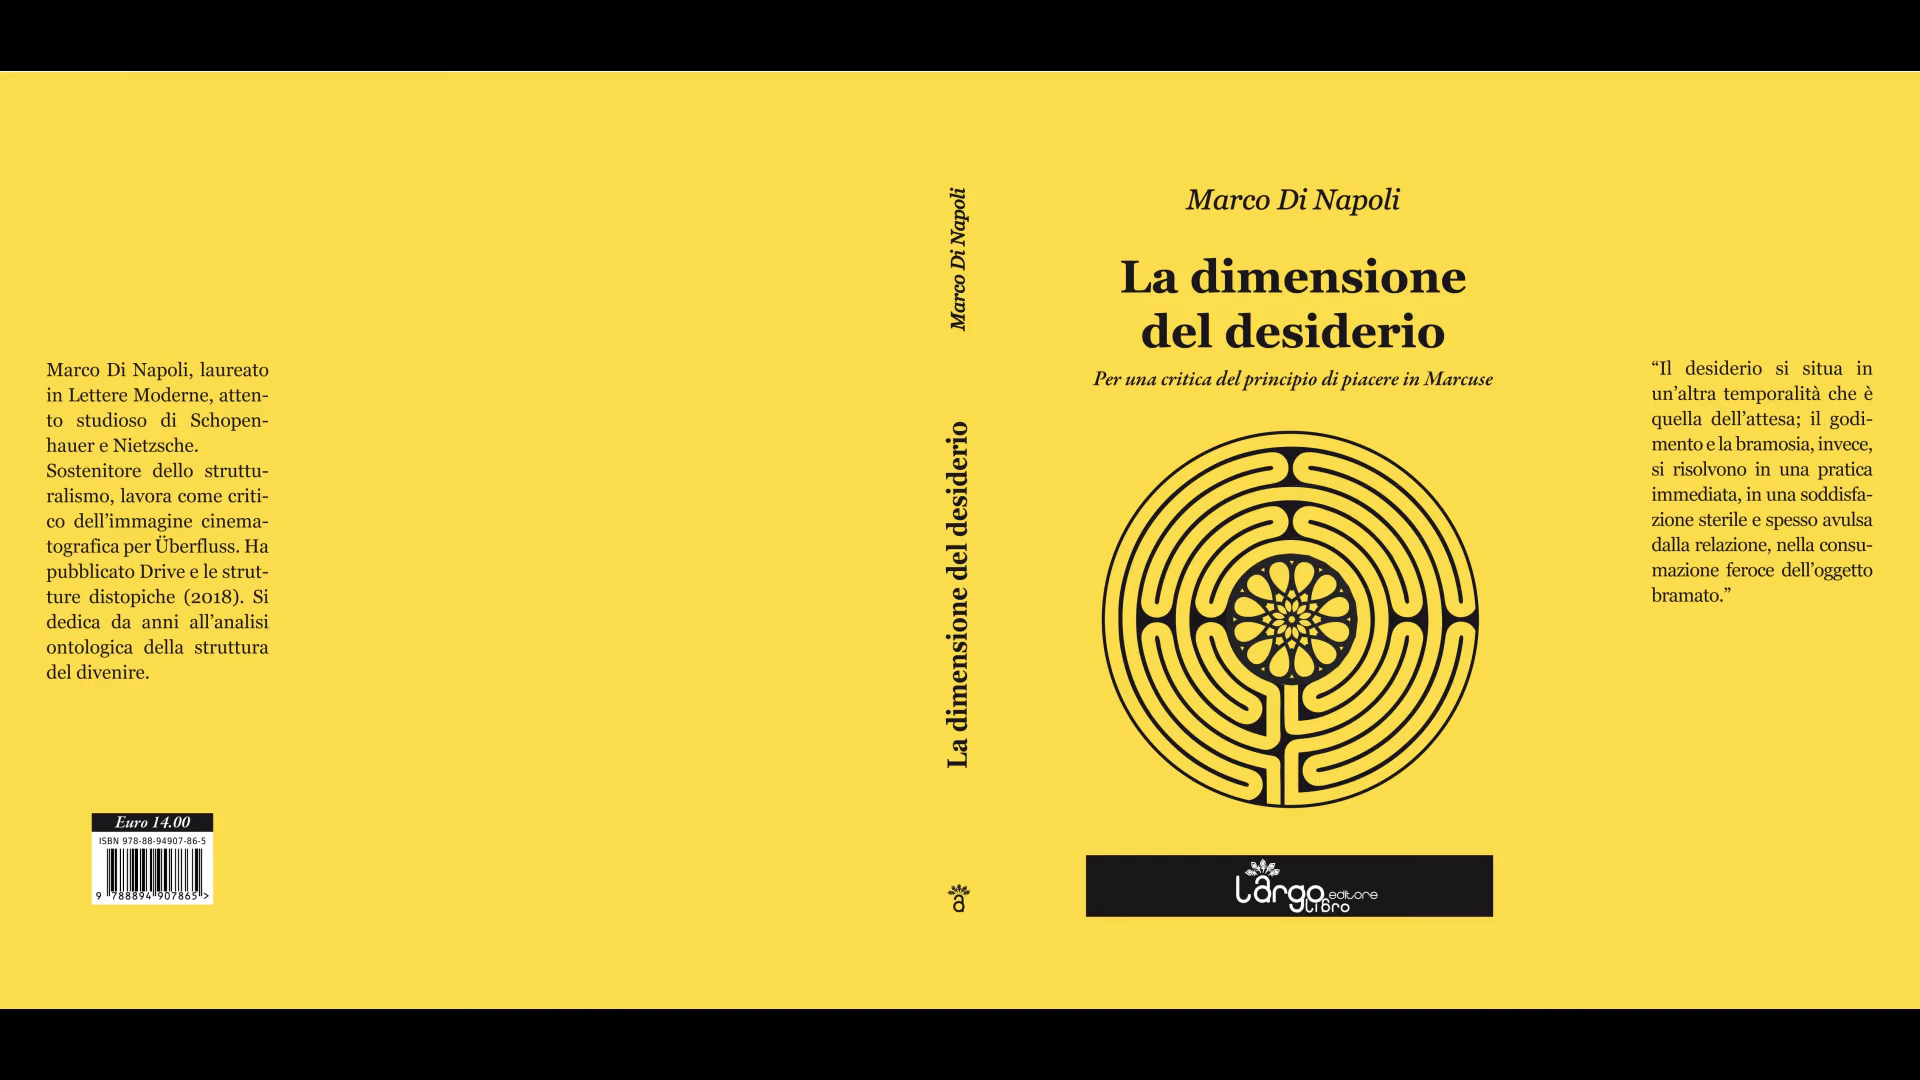 Marco Di Napoli, laureato
in Lettere Moderne, atten-
to studioso di Schopen-
hauer e Nietzsche.
Sostenitore dello struttu-
ralismo, lavora come criti-
co dell’immagine cinema-
tografica per Überfluss. Ha
pubblicato Drive e le strut-
ture distopiche (2018). Si
dedica da anni all’analisi
ontologica della struttura
del divenire.
Euro 14.00
ISBN 978-88-94907-86-5
9 788894 907865 >
Marco Di Napoli
La dimensione del desiderio
Marco Di Napoli
La dimensione
del desiderio
Per una critica del principio di piacere in Marcuse
Largo editore
libro
“Il desiderio si situa in
un’altra temporalità che è
quella dell’attesa; il godi-
mento e la bramosia, invece,
si risolvono in una pratica
immediata, in una soddisfa-
zione sterile e spesso avulsa
dalla relazione, nella consu-
mazione feroce dell’oggetto
bramato.”